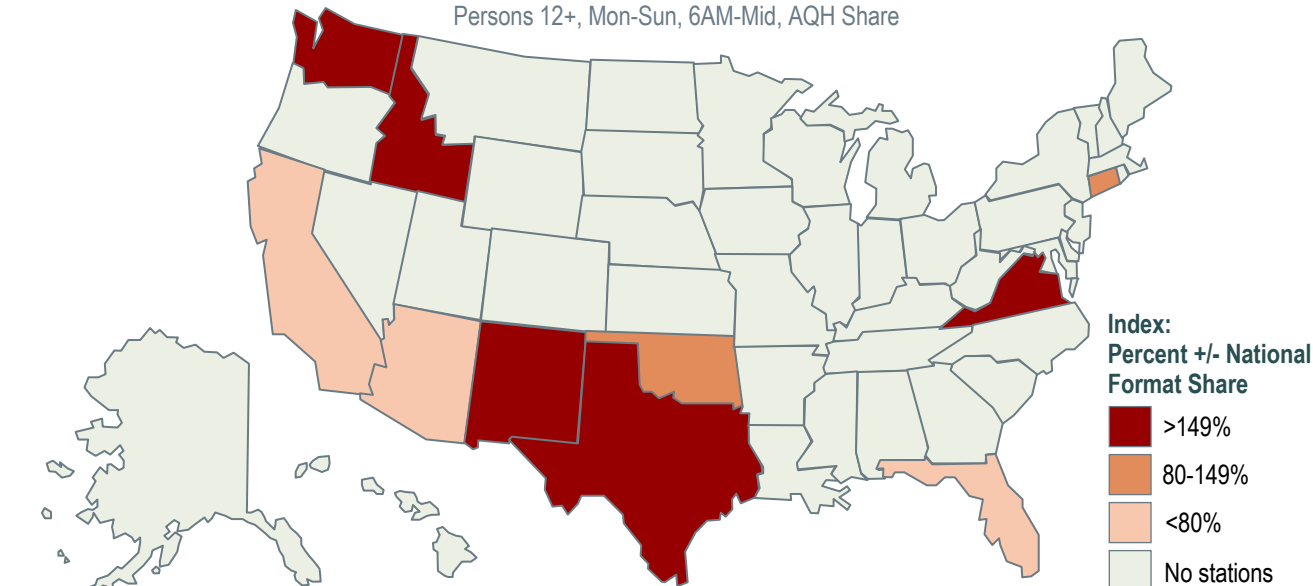 Persons 12+, Mon-Sun, 6AM-Mid, AQH Share
Index:
Percent +/- National
Format Share
>149%
80-149%
<80%
No stations